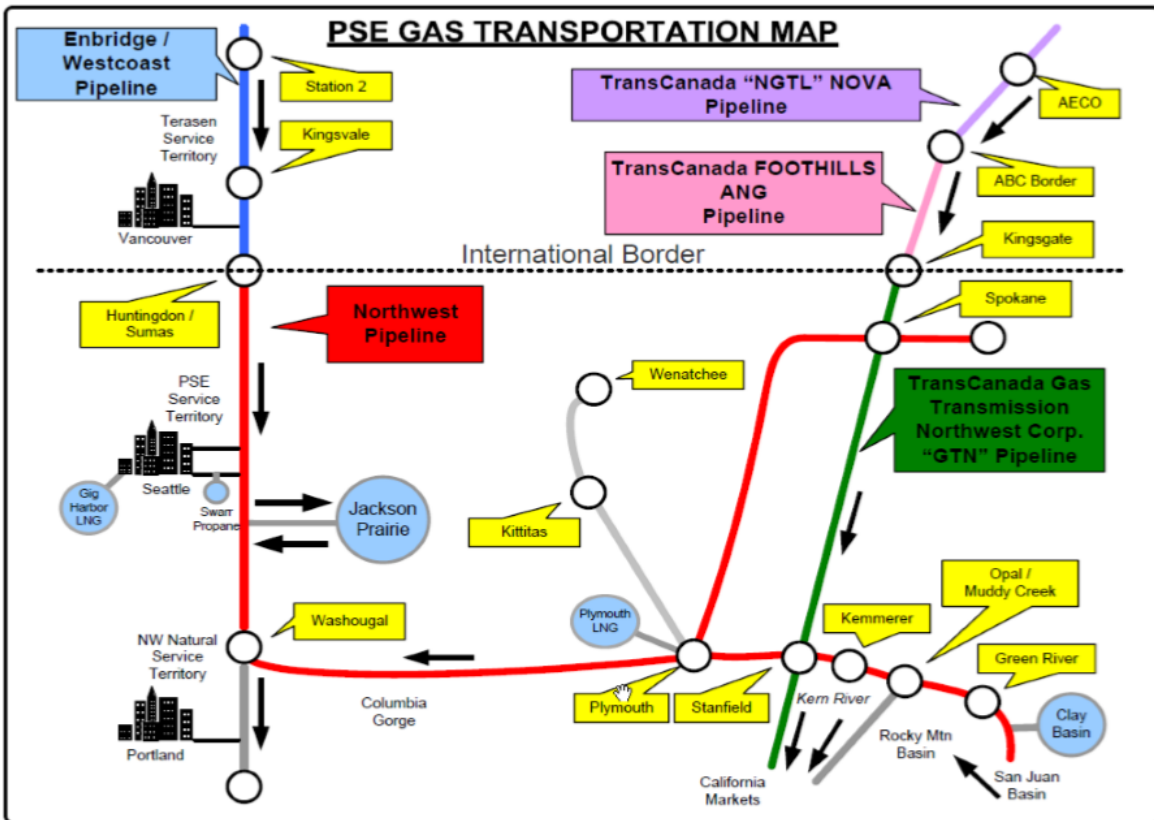 PSE GAS TRANSPORTATION MAP
Enbridge /
Westcoast
Pipeline
Station 2
Terasen
Service
Territory
Kingsvale
Vancouver
TransCanada “NGTL” NOVA
Pipeline
AECO
TransCanada FOOTHILLS
ANG
Pipeline
ABC Border
Kingsgate
International Border
Huntingdon /
Sumas
Northwest
Pipeline
Spokane
PSE
Service
Territory
Wenatchee
TransCanada Gas
Transmission
Northwest Corp.
“GTN” Pipeline
Gig
Harbor
LNG
Seattle
Swarr
Propane
Jackson
Prairie
Kittitas
Opal /
Muddy Creek
Plymouth
LNG
Washougal
Kemmerer
NW Natural
Service
Territory
Green River
Columbia
Gorge
Plymouth
Stanfield
Kern River
Clay
Basin
Rocky Mtn
Basin
Portland
California
Markets
San Juan
Basin